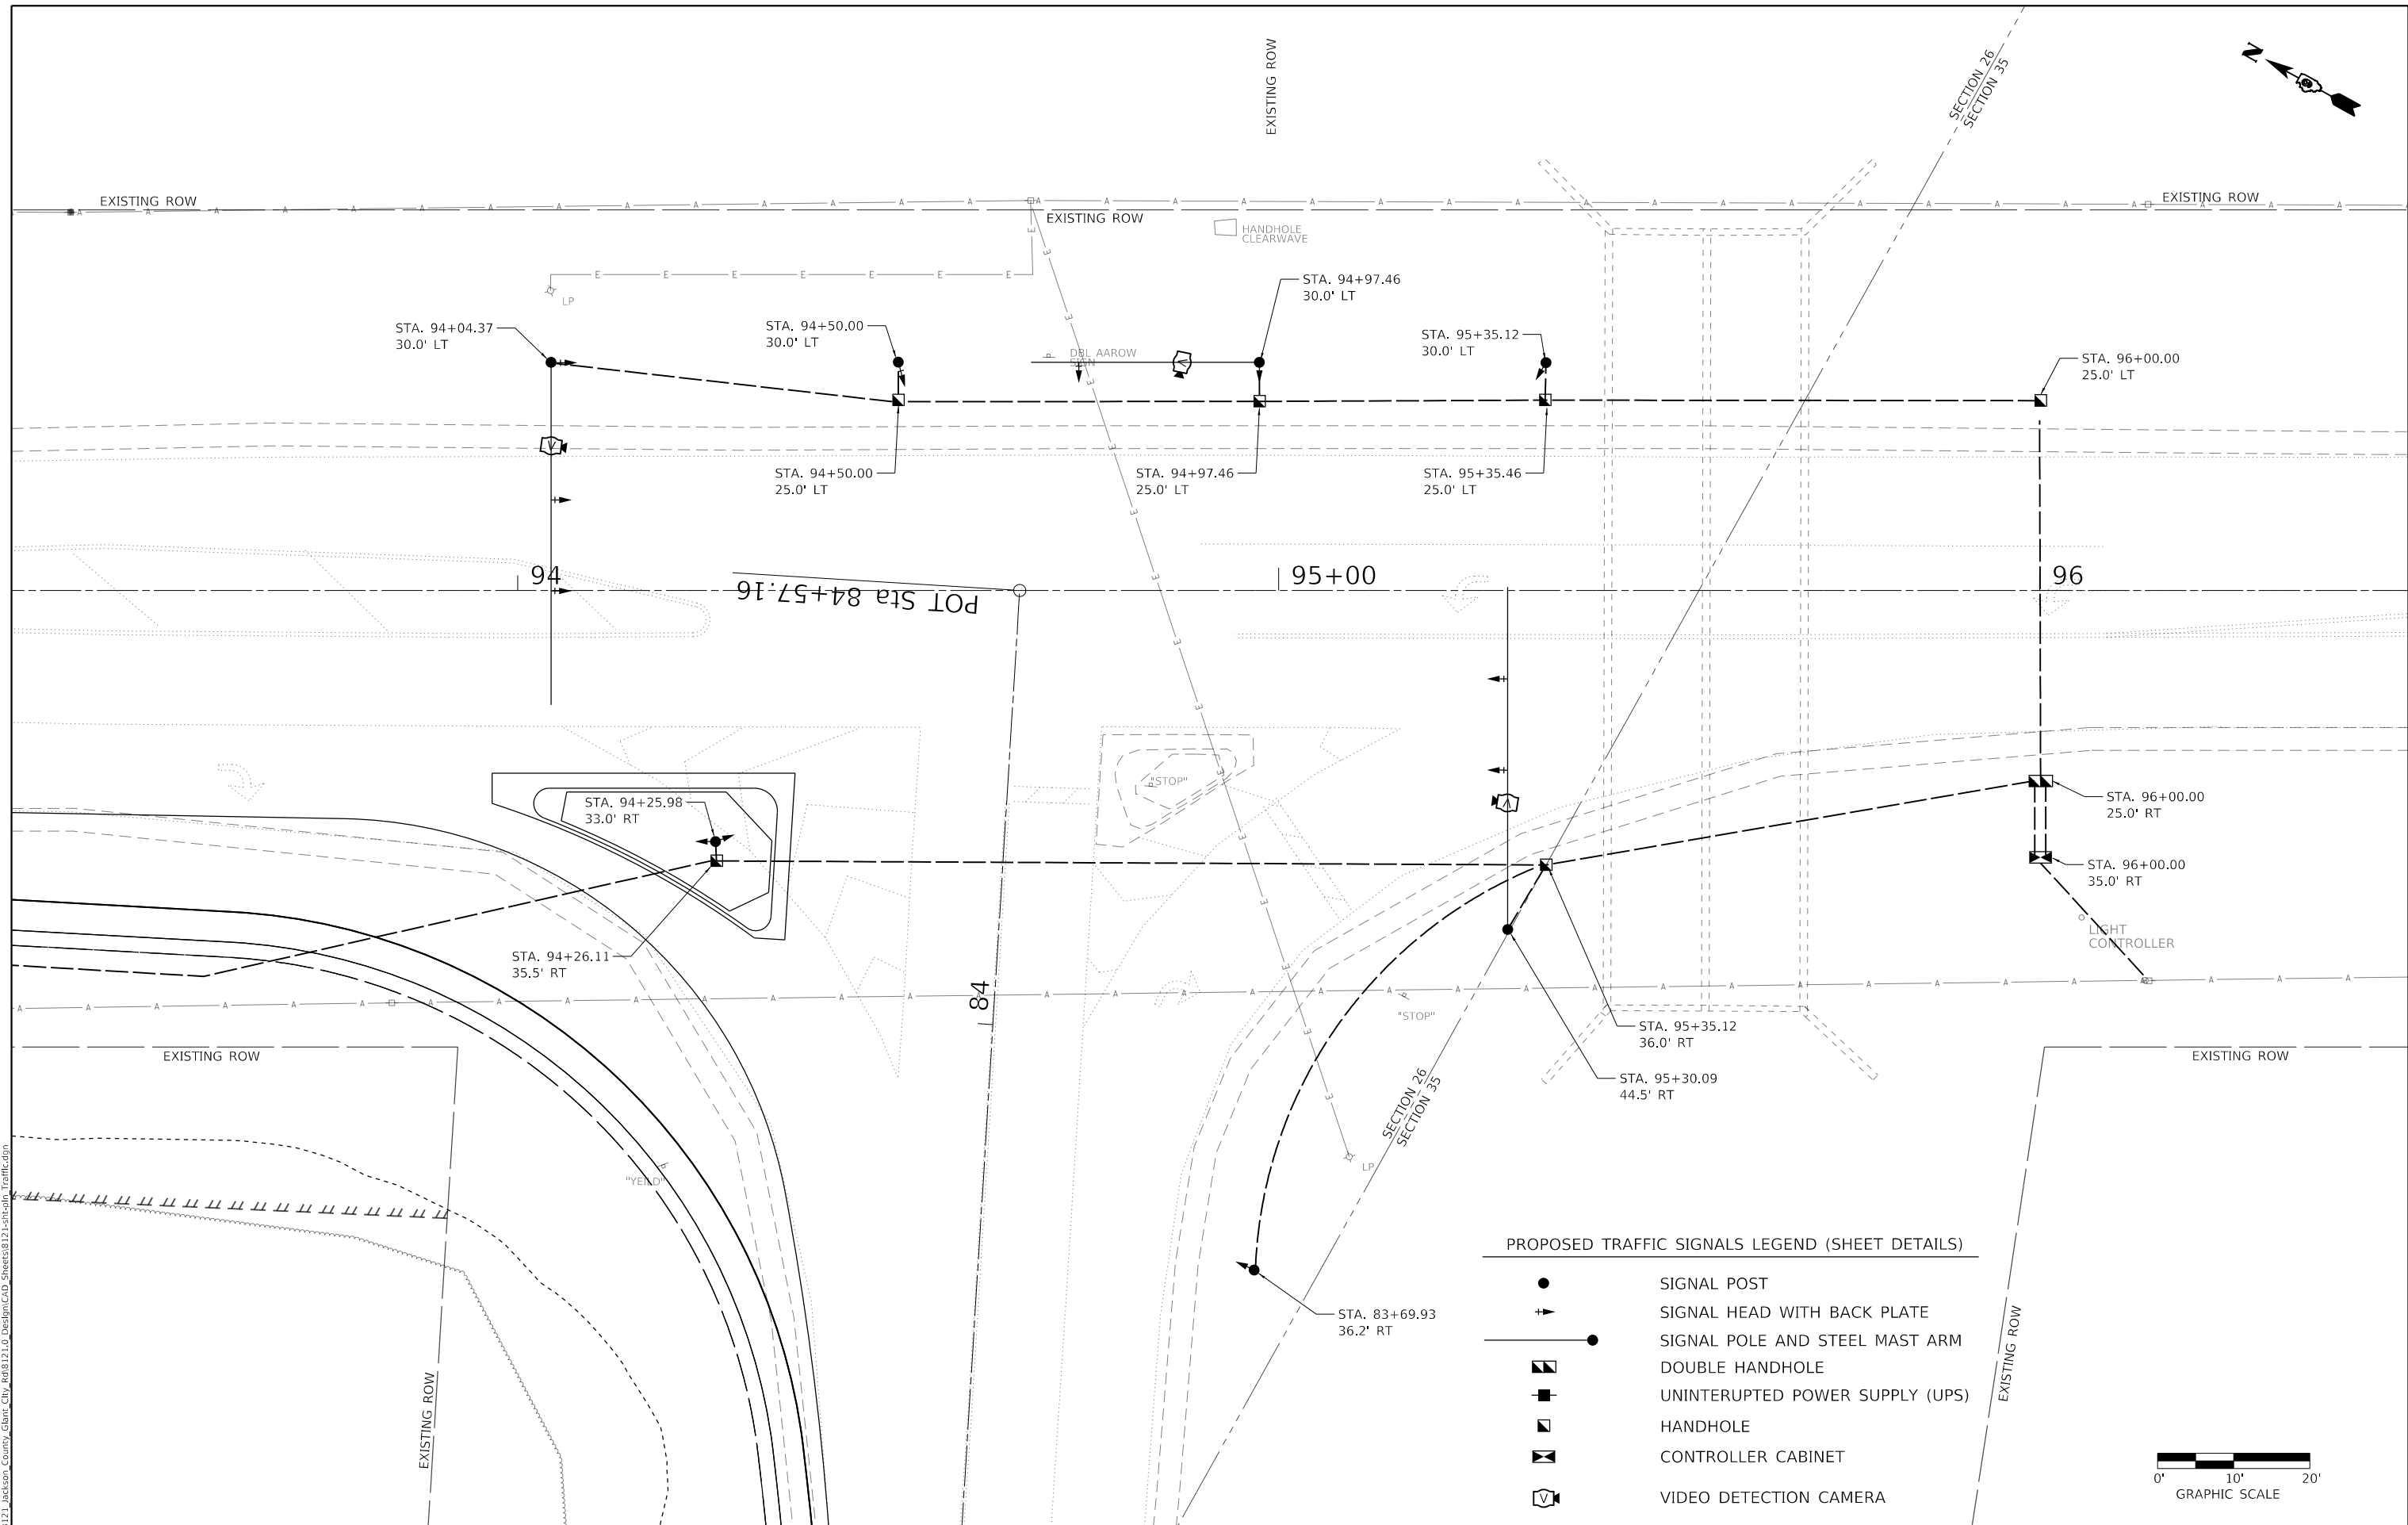 EXISTING ROW
SECTION 26
SECTION 35
N
EXISTING ROW
EXISTING ROW
EXISTING ROW
HANDHOLE
CLEARWAVE
LP
STA. 94+04.37
30.0' LT
STA. 94+50.00
30.0' LT
STA. 94+97.46
30.0' LT
DBL AAROW
SIGN
STA. 95+35.12
30.0' LT
STA. 96+00.00
25.0' LT
STA. 94+50.00
25.0' LT
STA. 94+97.46
25.0' LT
STA. 95+35.46
25.0' LT
94
95+00
96
POT Sta 84+57.16
"STOP"
STA. 94+25.98
33.0' RT
STA. 96+00.00
25.0' RT
STA. 96+00.00
35.0' RT
LIGHT
CONTROLLER
STA. 94+26.11
35.5' RT
84
"STOP"
STA. 95+35.12
36.0' RT
STA. 95+30.09
44.5' RT
EXISTING ROW
EXISTING ROW
SECTION 26
SECTION 35
LP
"YEILD"
STA. 83+69.93
36.2' RT
EXISTING ROW
EXISTING ROW
PROPOSED TRAFFIC SIGNALS LEGEND (SHEET DETAILS)
SIGNAL POST
SIGNAL HEAD WITH BACK PLATE
SIGNAL POLE AND STEEL MAST ARM
DOUBLE HANDHOLE
UNINTERUPTED POWER SUPPLY (UPS)
HANDHOLE
CONTROLLER CABINET
V VIDEO DETECTION CAMERA
0' 10' 20'
GRAPHIC SCALE